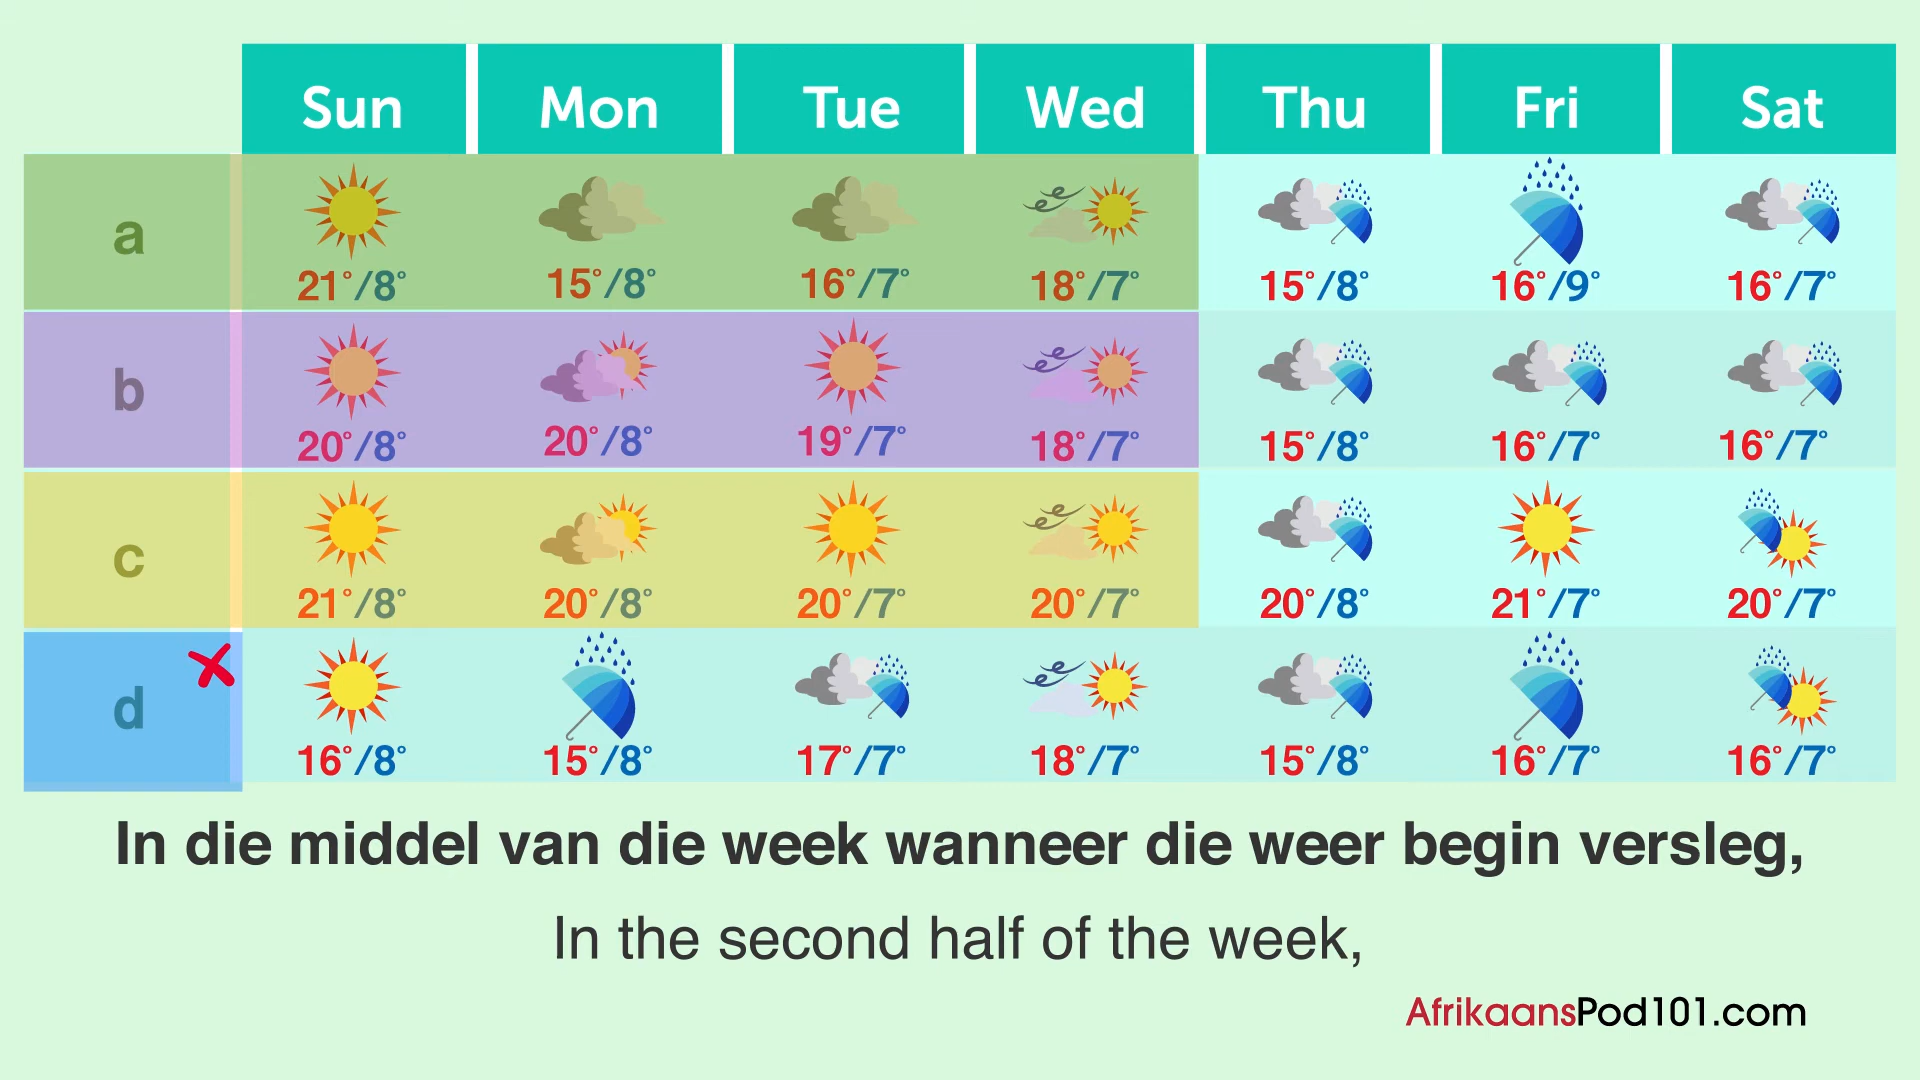 Sun Mon Tue Wed Thu Fri Sat
a 21°/8° 15°/8° 16°/7° 18°/7° 15°/8° 16°/9° 16°/7°
b 20°/8° 20°/8° 19°/7° 18°/7° 15°/8° 16°/7° 16°/7°
c 21°/8° 20°/8° 20°/7° 20°/7° 20°/8° 21°/7° 20°/7°
d 16°/8° 15°/8° 17°/7° 18°/7° 15°/8° 16°/7° 16°/7°
In die middel van die week wanneer die weer begin versleg,
In the second half of the week,
AfrikaansPod101.com